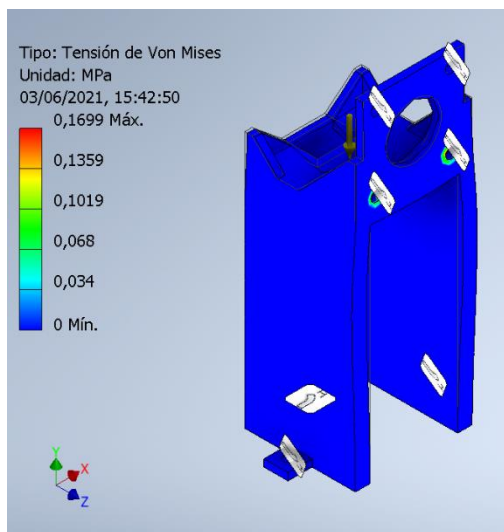 Tipo: Tensión de Von Mises
Unidad: MPa
03/06/2021, 15:42:50
0,1699 Máx.
0,1359
0,1019
0,068
0,034
0 Mín.
Y
X
Z